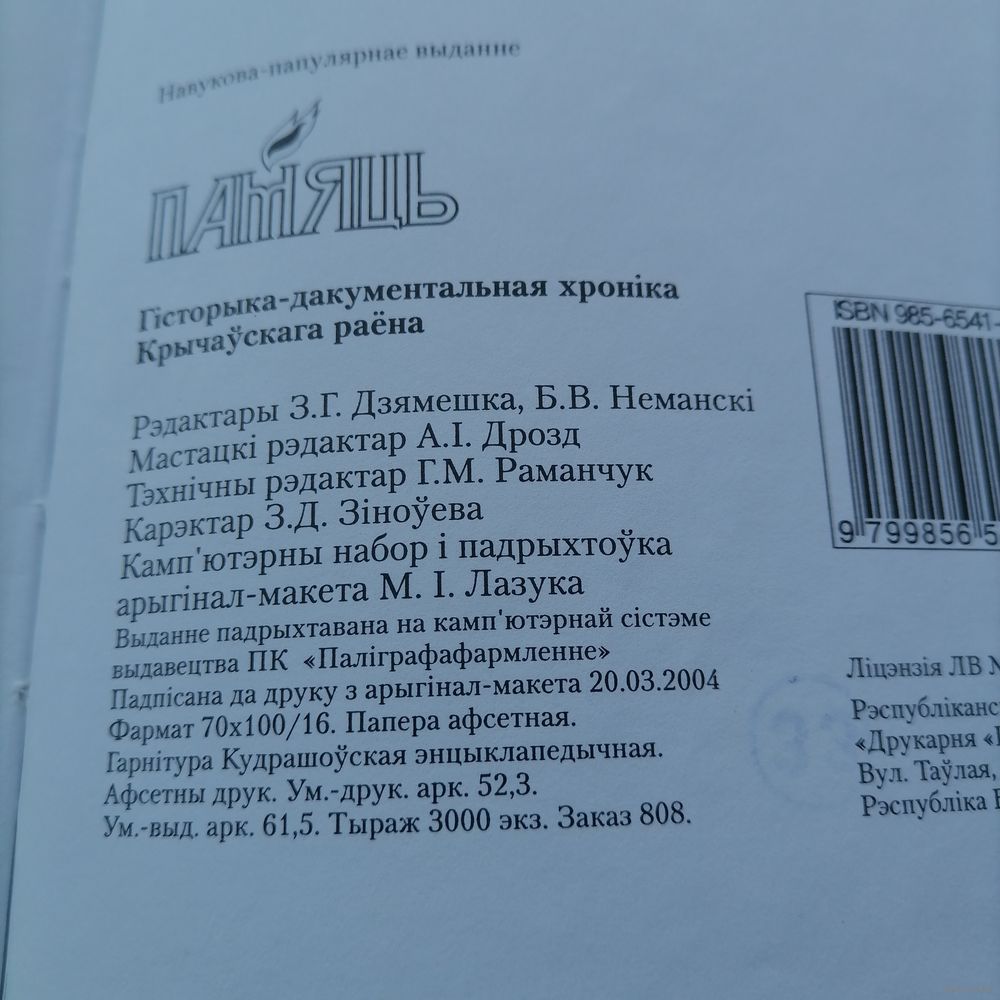 Навукова-папулярнае выданне
ПАМЯЦЬ
Гісторыка-дакументальная хроніка
Крычаўскага раёна
Рэдактары З.Г. Дзямешка, Б.В. Неманскі
Мастацкі рэдактар А.І. Дрозд
Тэхнічны рэдактар Г.М. Раманчук
Карэктар З.Д. Зіноўева
Камп'ютэрны набор і падрыхтоўка
арыгінал-макета М. І. Лазука
Выданне падрыхтавана на камп'ютэрнай сістэме
выдавецтва ПК «Паліграфафармленне»
Падпісана да друку з арыгінал-макета 20.03.2004
Фармат 70х100/16. Папера афсетная.
Гарнітура Кудрашоўская энцыклапедычная.
Афсетны друк. Ум.-друк. арк. 52,3.
Ум.-выд. арк. 61,5. Тыраж 3000 экз. Заказ 808.
ISBN 985-6541-
9 799856 5
Ліцэнзія ЛВ
«Друкарня
Вул. Таўлая,
Рэспубліка